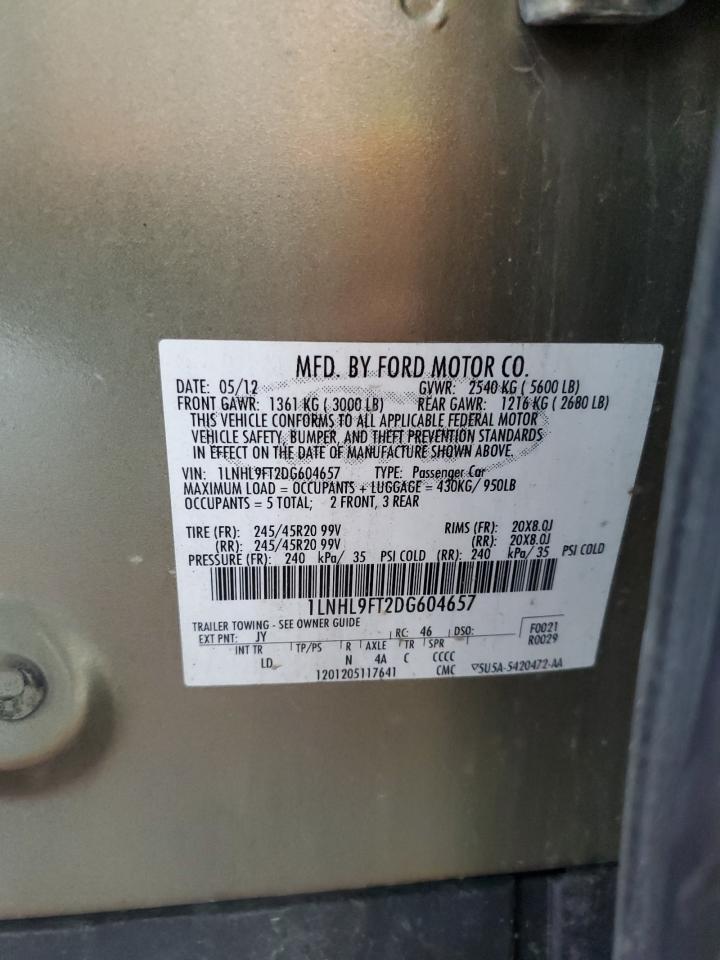 MFD. BY FORD MOTOR CO.
DATE: 05/12 GVWR: 2540 KG ( 5600 LB)
FRONT GAWR: 1361 KG ( 3000 LB) REAR GAWR: 1216 KG ( 2680 LB)
THIS VEHICLE CONFORMS TO ALL APPLICABLE FEDERAL MOTOR
VEHICLE SAFETY, BUMPER, AND THEFT PREVENTION STANDARDS
IN EFFECT ON THE DATE OF MANUFACTURE SHOWN ABOVE.
VIN: 1LNHL9FT2DG604657 TYPE: Passenger Car
MAXIMUM LOAD = OCCUPANTS + LUGGAGE = 430KG/ 950LB
OCCUPANTS = 5 TOTAL; 2 FRONT, 3 REAR
TIRE (FR): 245/45R20 99V RIMS (FR): 20X8.0J
(RR): 245/45R20 99V (RR): 20X8.0J
PRESSURE (FR): 240 kPa/ 35 PSI COLD (RR): 240 kPa/ 35 PSI COLD
1LNHL9FT2DG604657
TRAILER TOWING - SEE OWNER GUIDE
EXT PNT: JY RC: 46 DSO: F0021
R0029
INT TR TP/PS R AXLE TR SPR
LD N 4A C CCCC
1201205117641 CMC ▽5U5A-5420472-AA